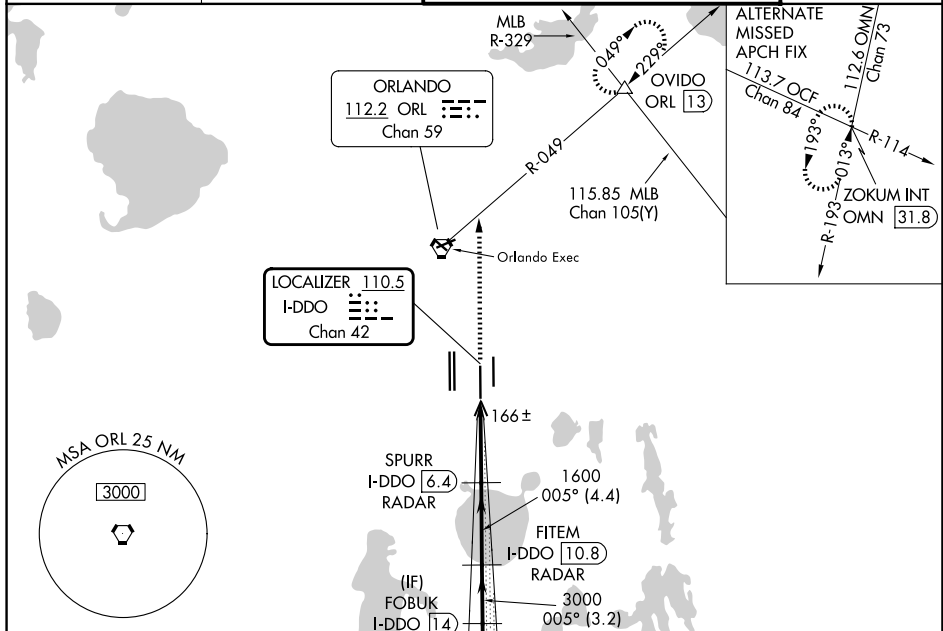 MLB
R-329
049°
229°
OVIDO
ORL 13
ORLANDO
112.2 ORL
Chan 59
R-049
115.85 MLB
Chan 105(Y)
Orlando Exec
ALTERNATE
MISSED
APCH FIX
112.6 OMN
Chan 73
113.7 OCF
Chan 84
193°
013°
R-114
R-193
ZOKUM INT
OMN 31.8
LOCALIZER 110.5
I-DDO
Chan 42
166±
MSA ORL 25 NM
3000
SPURR
I-DDO 6.4
RADAR
1600
005° (4.4)
FITEM
I-DDO 10.8
RADAR
(IF)
FOBUK
I-DDO 14
3000
005° (3.2)